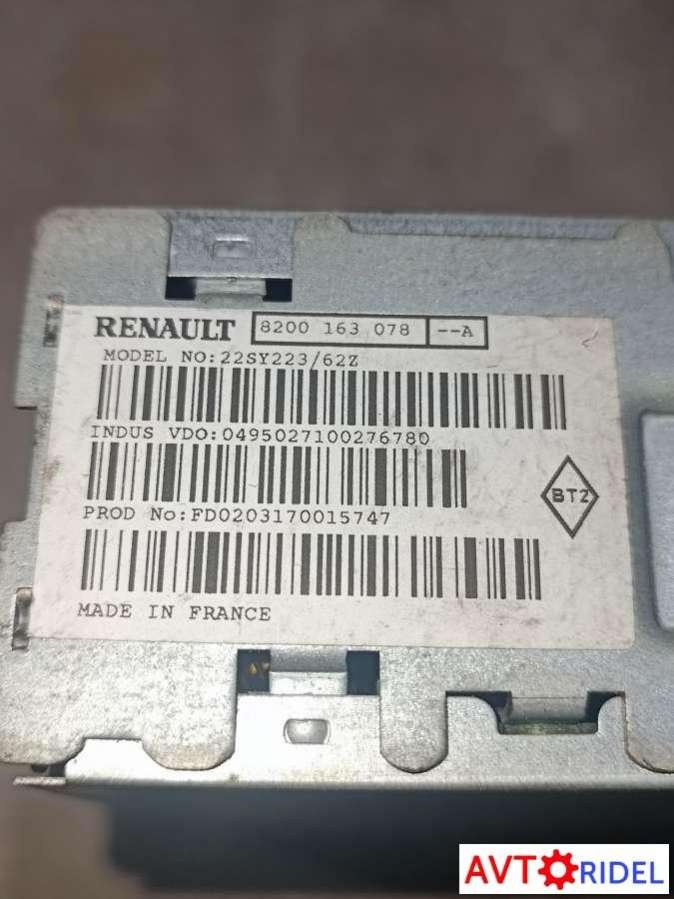 RENAULT 8200 163 078 --A
MODEL NO:22SY223/62Z
INDUS VDO:0495027100276780
BTZ
PROD No:FD0203170015747
MADE IN FRANCE
AVTORIDEL